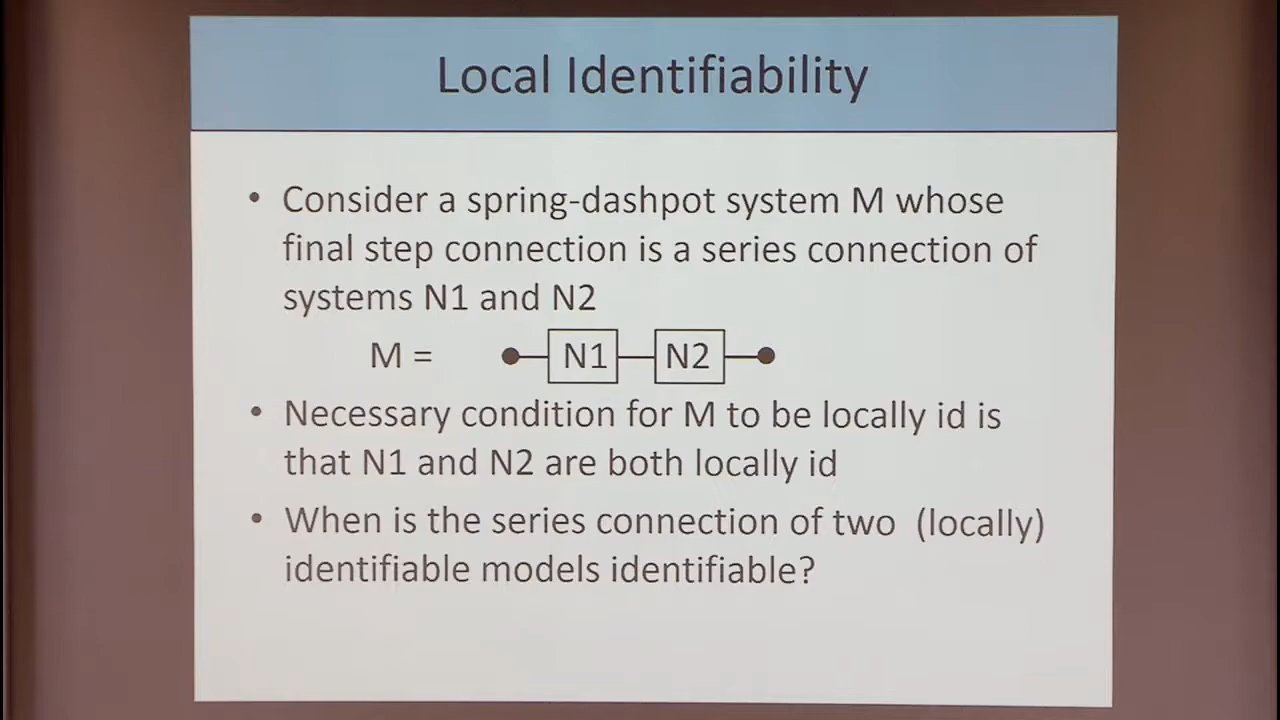 Local Identifiability
• Consider a spring-dashpot system M whose
final step connection is a series connection of
systems N1 and N2
M = N1 N2
• Necessary condition for M to be locally id is
that N1 and N2 are both locally id
• When is the series connection of two (locally)
identifiable models identifiable?